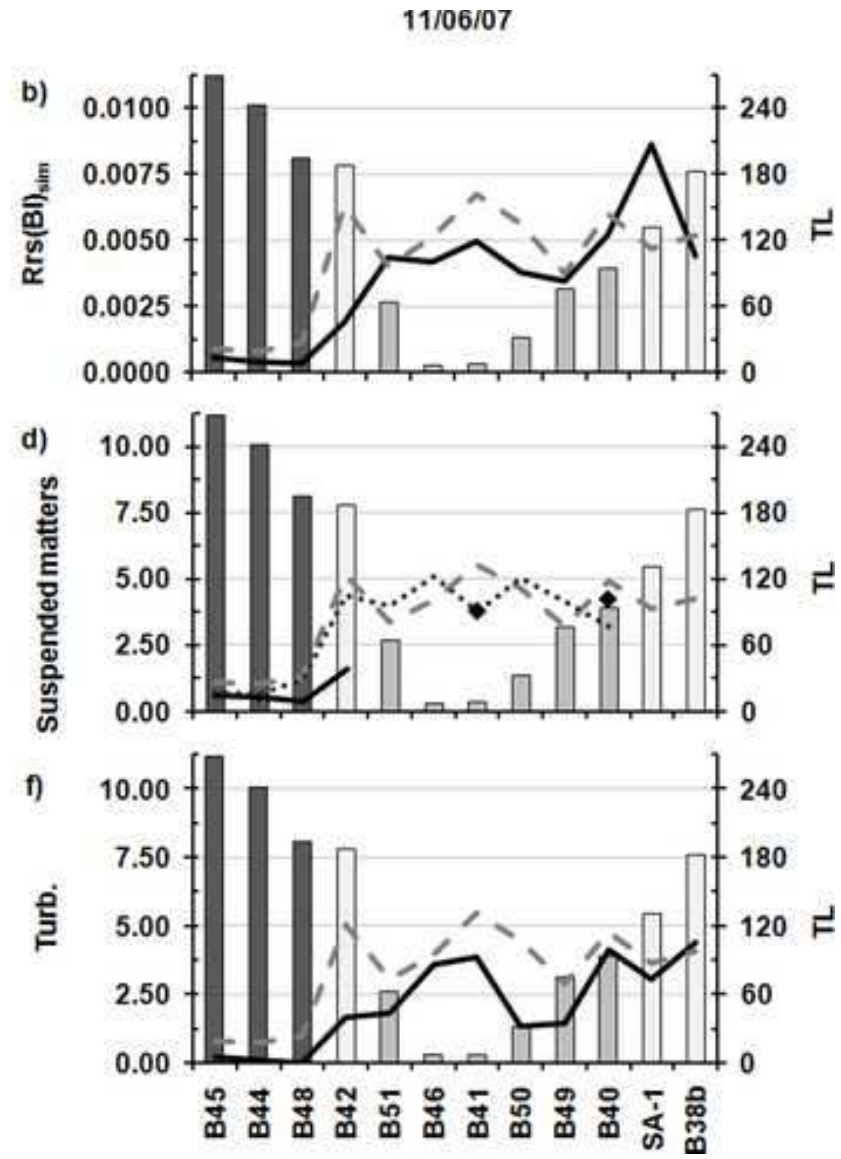 11/06/07
b)
Rrs(BI)sim
0.0100
0.0075
0.0050
0.0025
0.0000
240
180
120
60
0
TL
d)
Suspended matters
10.00
7.50
5.00
2.50
0.00
240
180
120
60
0
TL
f)
Turb.
10.00
7.50
5.00
2.50
0.00
240
180
120
60
0
TL
B45
B44
B48
B42
B51
B46
B41
B50
B49
B40
SA-1
B38b